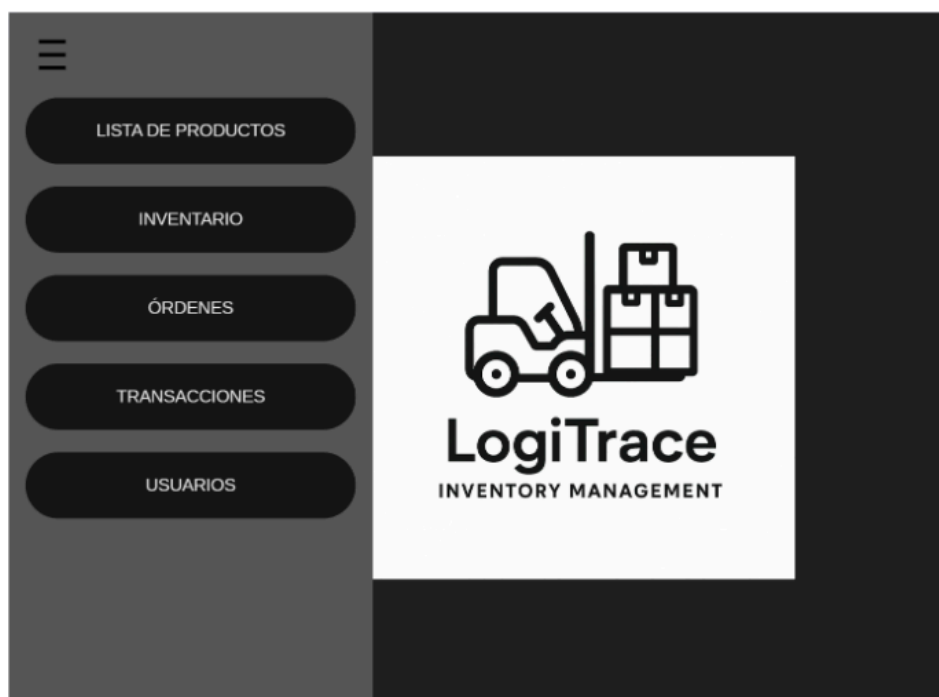 LISTA DE PRODUCTOS
INVENTARIO
ÓRDENES
TRANSACCIONES
USUARIOS
LogiTrace
INVENTORY MANAGEMENT